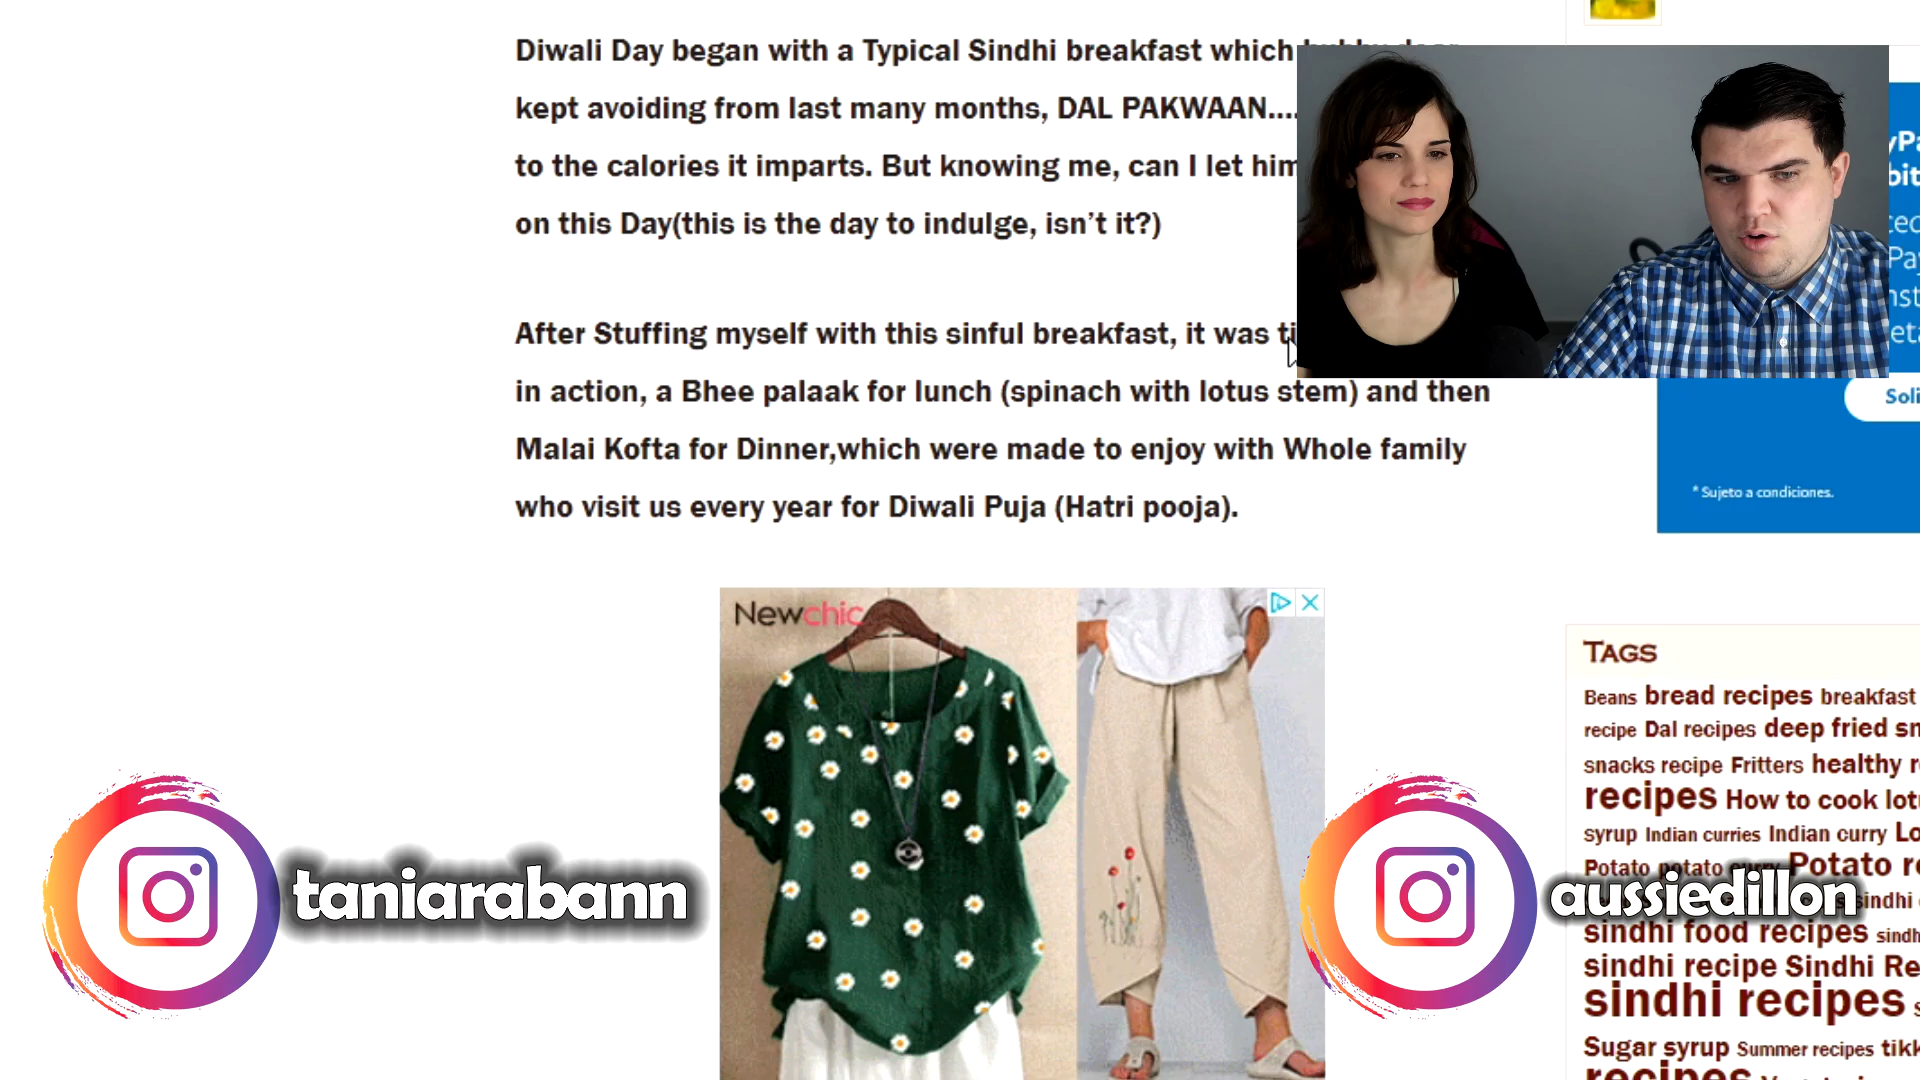 Diwali Day began with a Typical Sindhi breakfast which
kept avoiding from last many months, DAL PAKWAAN....
to the calories it imparts. But knowing me, can I let him
on this Day(this is the day to indulge, isn’t it?)
After Stuffing myself with this sinful breakfast, it was
in action, a Bhee palaak for lunch (spinach with lotus stem) and then
Malai Kofta for Dinner,which were made to enjoy with Whole family
who visit us every year for Diwali Puja (Hatri pooja).
* Sujeto a condiciones.
Newchic
TAGS
Beans bread recipes breakfast
recipe Dal recipes deep fried
snacks recipe Fritters healthy
recipes How to cook
syrup Indian curries Indian curry
Potato potato curry Potato
sindhi
sindhi food recipes
sindhi recipe Sindhi
sindhi recipes
Sugar syrup Summer recipes
recipes
taniarabann
aussiedillon